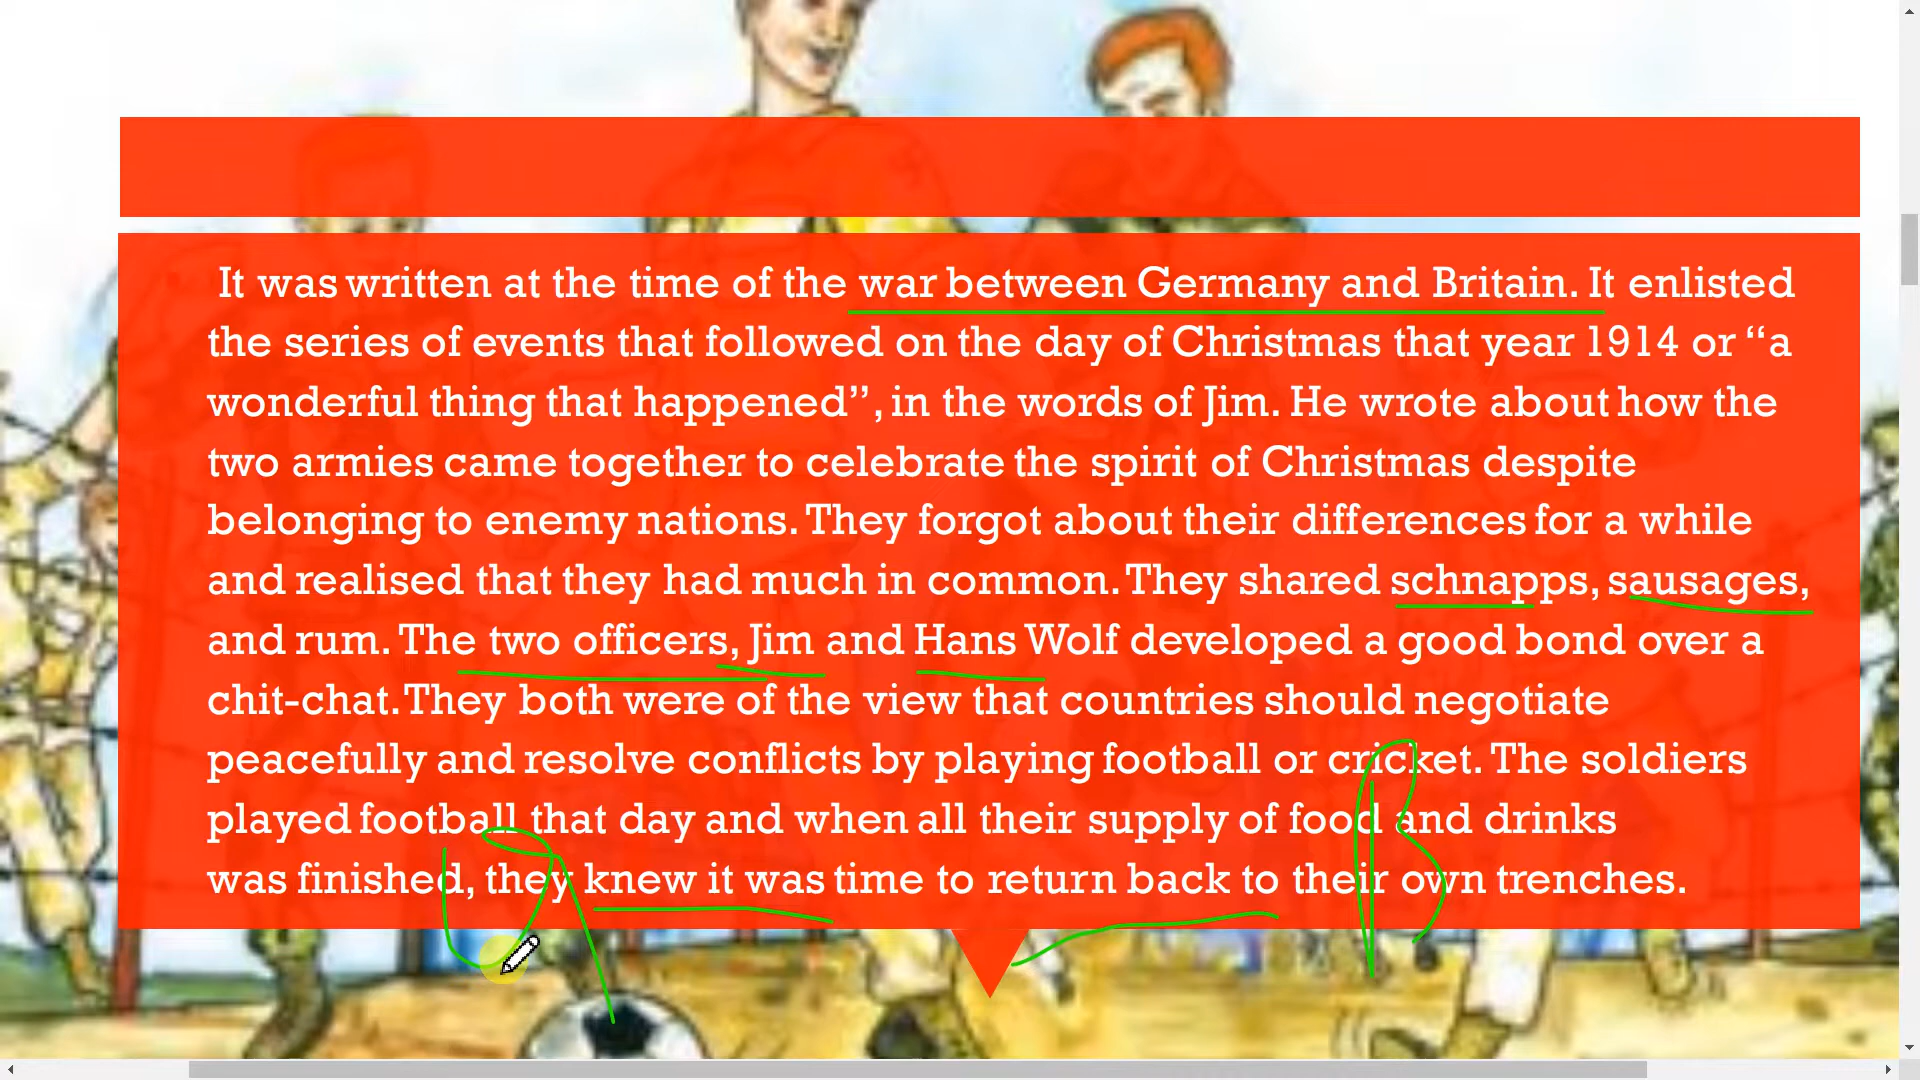 It was written at the time of the war between Germany and Britain. It enlisted
the series of events that followed on the day of Christmas that year 1914 or “a
wonderful thing that happened”, in the words of Jim. He wrote about how the
two armies came together to celebrate the spirit of Christmas despite
belonging to enemy nations. They forgot about their differences for a while
and realised that they had much in common. They shared schnapps, sausages,
and rum. The two officers, Jim and Hans Wolf developed a good bond over a
chit-chat. They both were of the view that countries should negotiate
peacefully and resolve conflicts by playing football or cricket. The soldiers
played football that day and when all their supply of food and drinks
was finished, they knew it was time to return back to their own trenches.